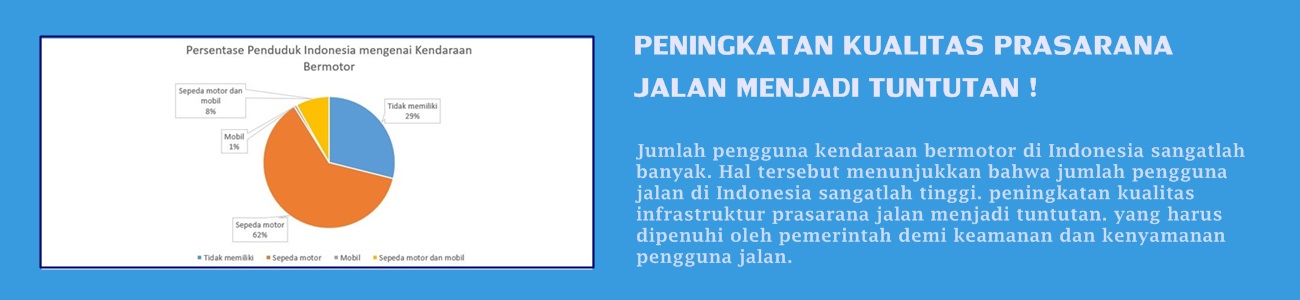 Persentase Penduduk Indonesia mengenai Kendaraan
Bermotor
Sepeda motor dan
mobil
8%
Tidak memiliki
29%
Mobil
1%
Sepeda motor
62%
Tidak memiliki Sepeda motor Mobil Sepeda motor dan mobil
PENINGKATAN KUALITAS PRASARANA
JALAN MENJADI TUNTUTAN !
Jumlah pengguna kendaraan bermotor di Indonesia sangatlah
banyak. Hal tersebut menunjukkan bahwa jumlah pengguna
jalan di Indonesia sangatlah tinggi. peningkatan kualitas
infrastruktur prasarana jalan menjadi tuntutan. yang harus
dipenuhi oleh pemerintah demi keamanan dan kenyamanan
pengguna jalan.